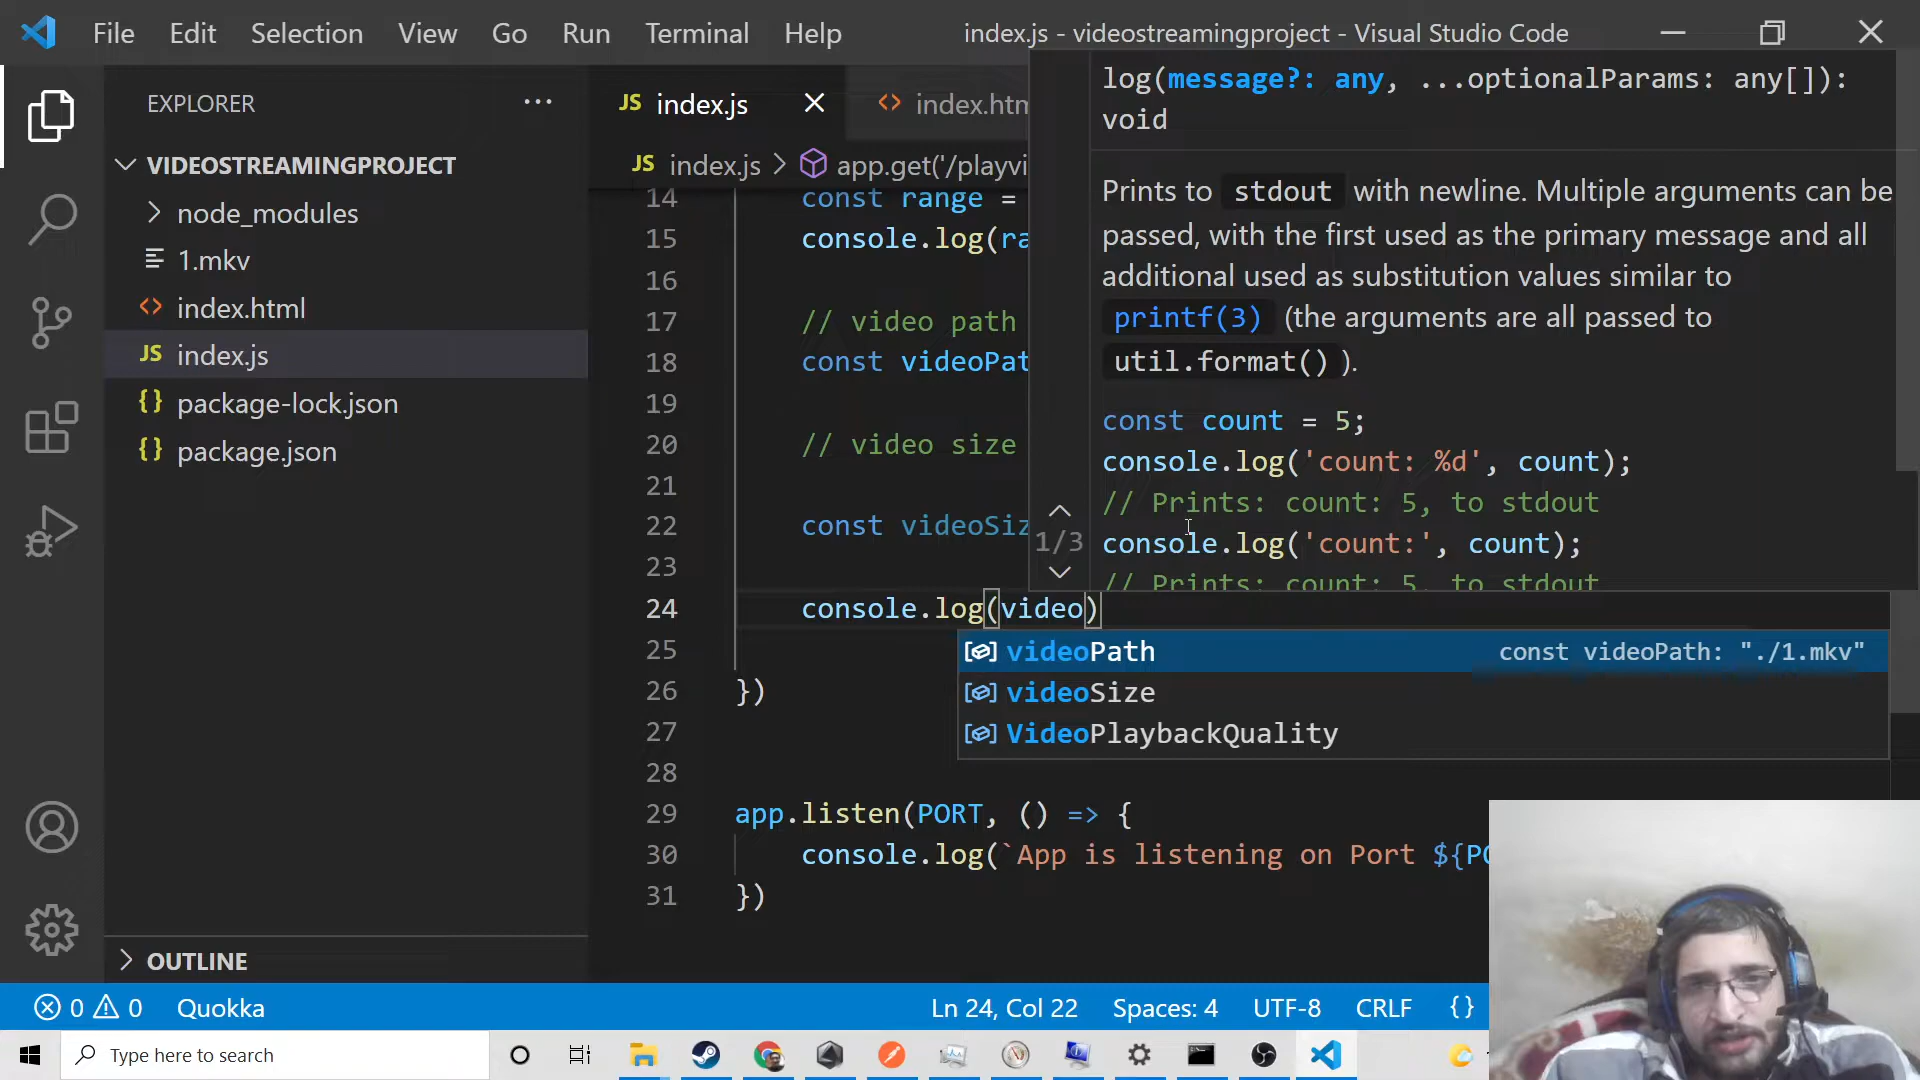 File Edit Selection View Go Run Terminal Help index.js - videostreamingproject - Visual Studio Code
EXPLORER ...
VIDEOSTREAMINGPROJECT
node_modules
1.mkv
index.html
index.js
package-lock.json
package.json
OUTLINE
JS index.js index.htm
JS index.js > app.get('/playvi
14 const range =
15 console.log(ra
16
17 // video path
18 const videoPat
19
20 // video size
21
22 const videoSiz
23
24 console.log(video)
25
26 })
27
28
29 app.listen(PORT, () => {
30 console.log(`App is listening on Port ${PO
31 })
log(message?: any, ...optionalParams: any[]):
void
Prints to stdout with newline. Multiple arguments can be
passed, with the first used as the primary message and all
additional used as substitution values similar to
printf(3) (the arguments are all passed to
util.format()).
const count = 5;
console.log('count: %d', count);
// Prints: count: 5, to stdout
console.log('count:', count);
// Prints: count: 5, to stdout
1/3
videoPath const videoPath: "./1.mkv"
videoSize
VideoPlaybackQuality
0 0 Quokka Ln 24, Col 22 Spaces: 4 UTF-8 CRLF {}
Type here to search